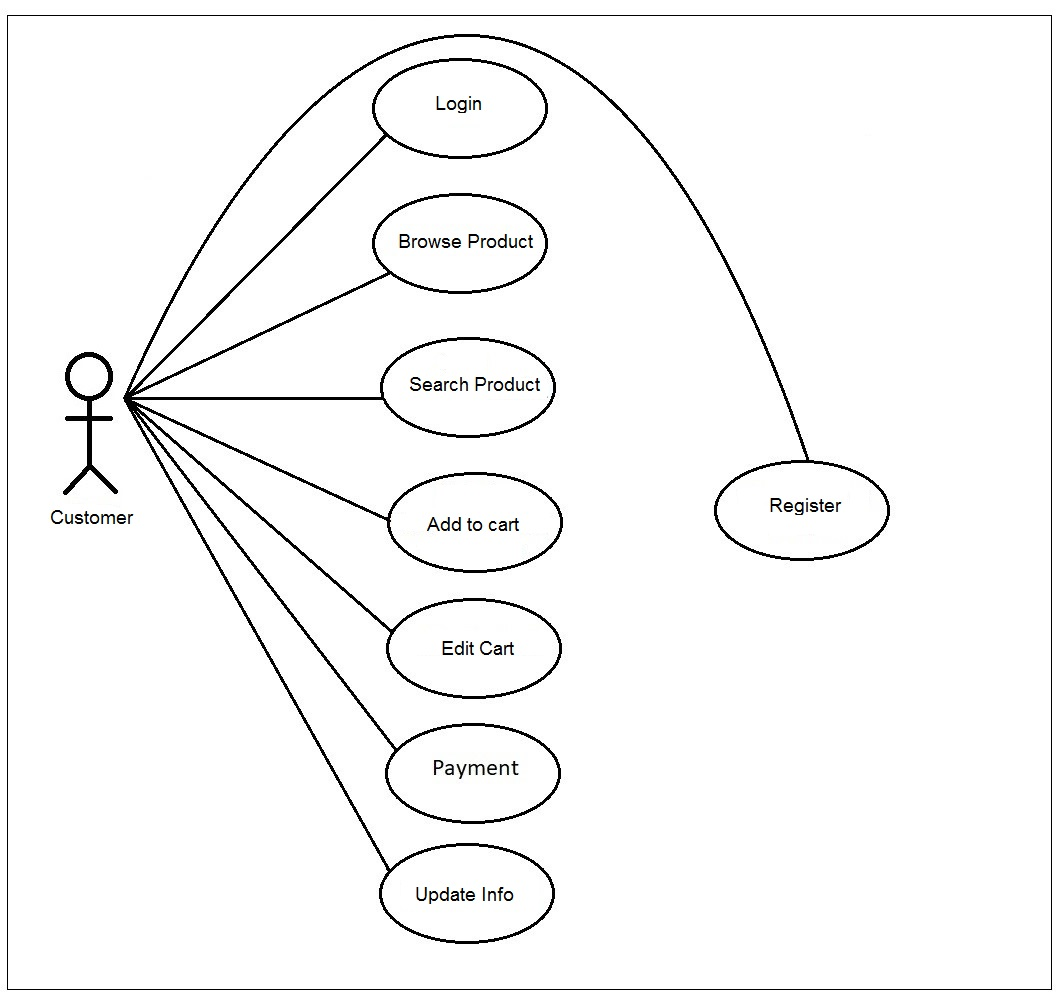 Login
Browse Product
Search Product
Add to cart
Register
Customer
Edit Cart
Payment
Update Info